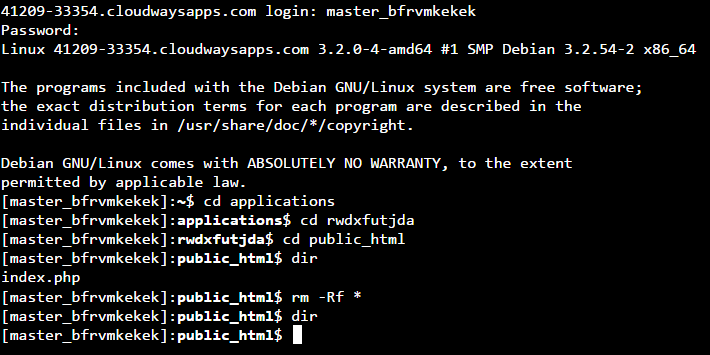 41209-33354.cloudwaysapps.com login: master_bfrvmkekek
Password:
Linux 41209-33354.cloudwaysapps.com 3.2.0-4-amd64 #1 SMP Debian 3.2.54-2 x86_64
The programs included with the Debian GNU/Linux system are free software;
the exact distribution terms for each program are described in the
individual files in /usr/share/doc/*/copyright.
Debian GNU/Linux comes with ABSOLUTELY NO WARRANTY, to the extent
permitted by applicable law.
[master_bfrvmkekek]:~$ cd applications
[master_bfrvmkekek]:applications$ cd rwdxfutjda
[master_bfrvmkekek]:rwdxfutjda$ cd public_html
[master_bfrvmkekek]:public_html$ dir
index.php
[master_bfrvmkekek]:public_html$ rm -Rf *
[master_bfrvmkekek]:public_html$ dir
[master_bfrvmkekek]:public_html$